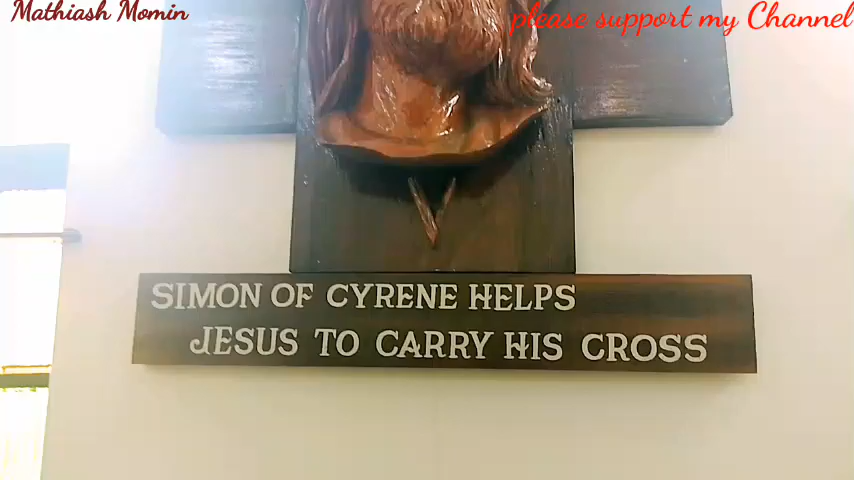 Mathiash Momin
please support my Channel
SIMON OF CYRENE HELPS
JESUS TO CARRY HIS CROSS